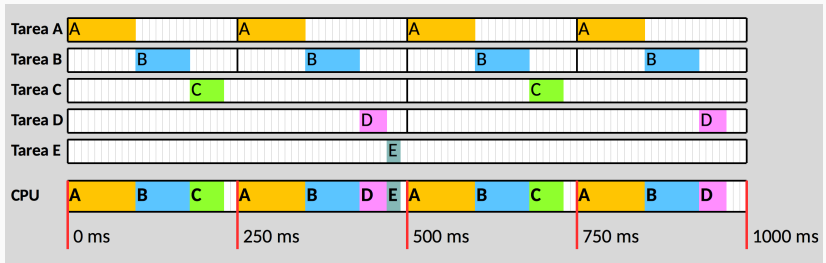 Tarea A A A A A
Tarea B B B B B
Tarea C C C
Tarea D D D
Tarea E E
CPU A B C A B D E A B C A B D
0 ms 250 ms 500 ms 750 ms 1000 ms